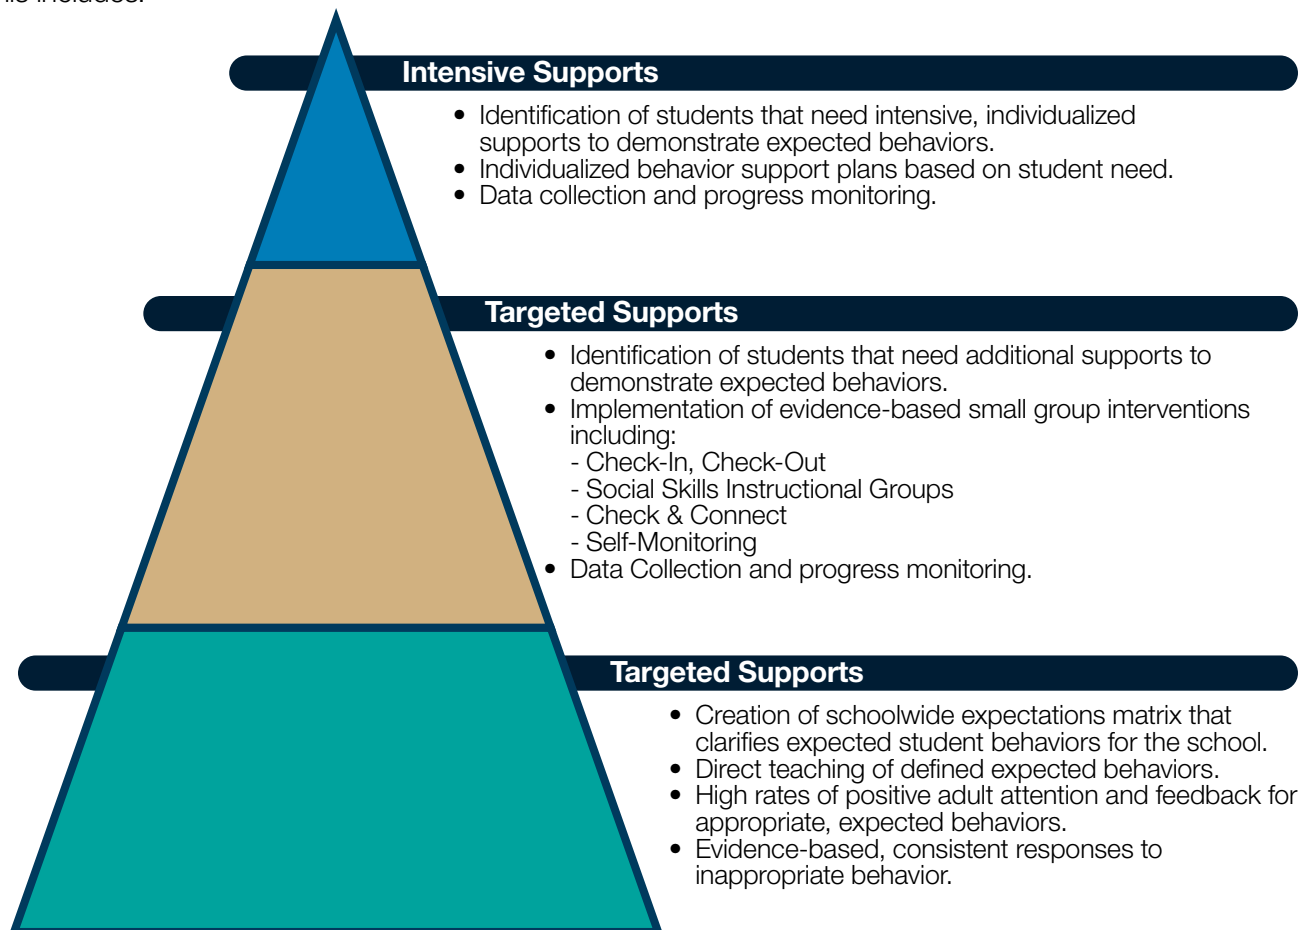 his includes:
Intensive Supports
• Identification of students that need intensive, individualized
supports to demonstrate expected behaviors.
• Individualized behavior support plans based on student need.
• Data collection and progress monitoring.
Targeted Supports
• Identification of students that need additional supports to
demonstrate expected behaviors.
• Implementation of evidence-based small group interventions
including:
- Check-In, Check-Out
- Social Skills Instructional Groups
- Check & Connect
- Self-Monitoring
• Data Collection and progress monitoring.
Targeted Supports
• Creation of schoolwide expectations matrix that
clarifies expected student behaviors for the school.
• Direct teaching of defined expected behaviors.
• High rates of positive adult attention and feedback for
appropriate, expected behaviors.
• Evidence-based, consistent responses to
inappropriate behavior.